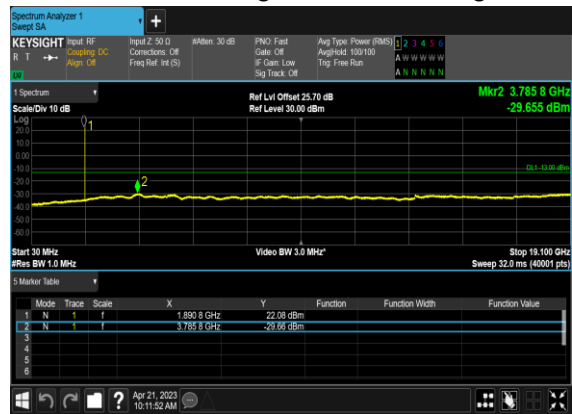 Spectrum Analyzer 1
Swept SA
+
KEYSIGHT
R T
LW
Input: RF
Coupling: DC
Align: Off
Input Z: 50 Ω
Corrections: Off
Freq Ref: Int (S)
#Atten: 30 dB
PNO: Fast
Gate: Off
IF Gain: Low
Sig Track: Off
Avg Type: Power (RMS)
Avg|Hold: 100/100
Trig: Free Run
1 2 3 4 5 6
A W W W W W
A N N N N N
1 Spectrum
Scale/Div 10 dB
Ref Lvl Offset 25.70 dB
Ref Level 30.00 dBm
Mkr2 3.785 8 GHz
-29.655 dBm
Log
20.0
10.0
0.00
-10.0
-20.0
-30.0
-40.0
-50.0
-60.0
1
2
DL1 -13.00 dBm
Start 30 MHz
#Res BW 1.0 MHz
Video BW 3.0 MHz*
Stop 19.100 GHz
Sweep 32.0 ms (40001 pts)
5 Marker Table
Mode Trace Scale X Y Function Function Width Function Value
1 N 1 f 1.890 8 GHz 22.08 dBm
2 N 1 f 3.785 8 GHz -29.66 dBm
3
4
5
6
?
Apr 21, 2023
10:11:52 AM